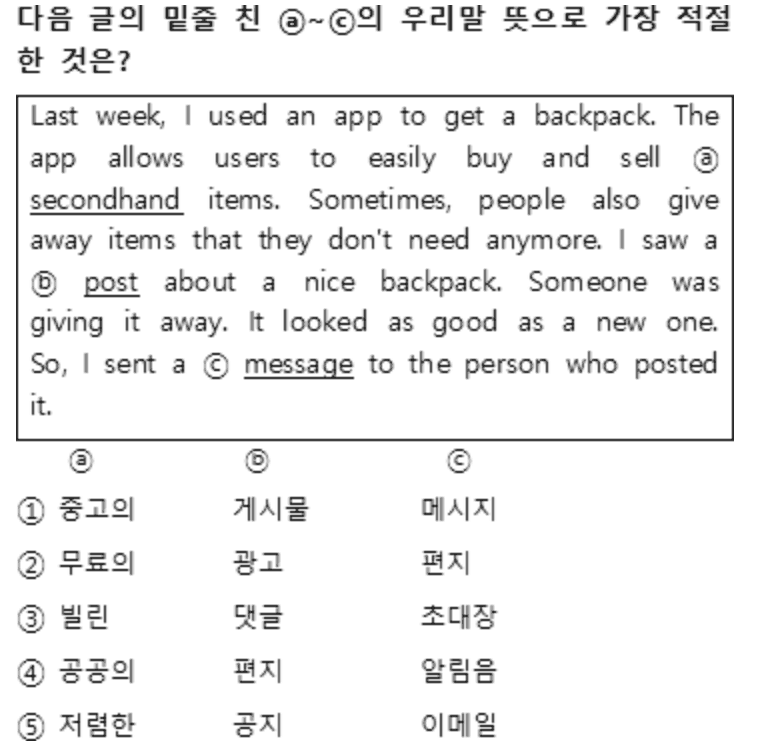 다음 글의 밑줄 친 ⓐ~ⓒ의 우리말 뜻으로 가장 적절
한 것은?
Last week, I used an app to get a backpack. The
app allows users to easily buy and sell ⓐ
secondhand items. Sometimes, people also give
away items that they don't need anymore. I saw a
ⓑ post about a nice backpack. Someone was
giving it away. It looked as good as a new one.
So, I sent a ⓒ message to the person who posted
it.
ⓐ ⓑ ⓒ
① 중고의 게시물 메시지
② 무료의 광고 편지
③ 빌린 댓글 초대장
④ 공공의 편지 알림음
⑤ 저렴한 공지 이메일